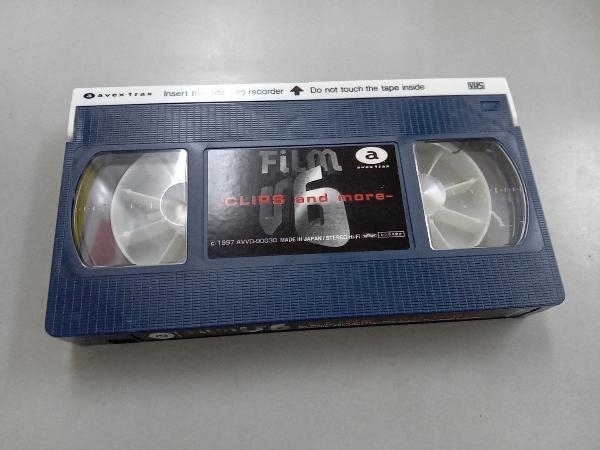 a avex trax Insert this side into recorder ↑ Do not touch the tape inside VHS
FiLM V6
a
avex trax
-CLIPS and more-
c 1997 AVVD-90030 MADE IN JAPAN / STEREO Hi-Fi
a